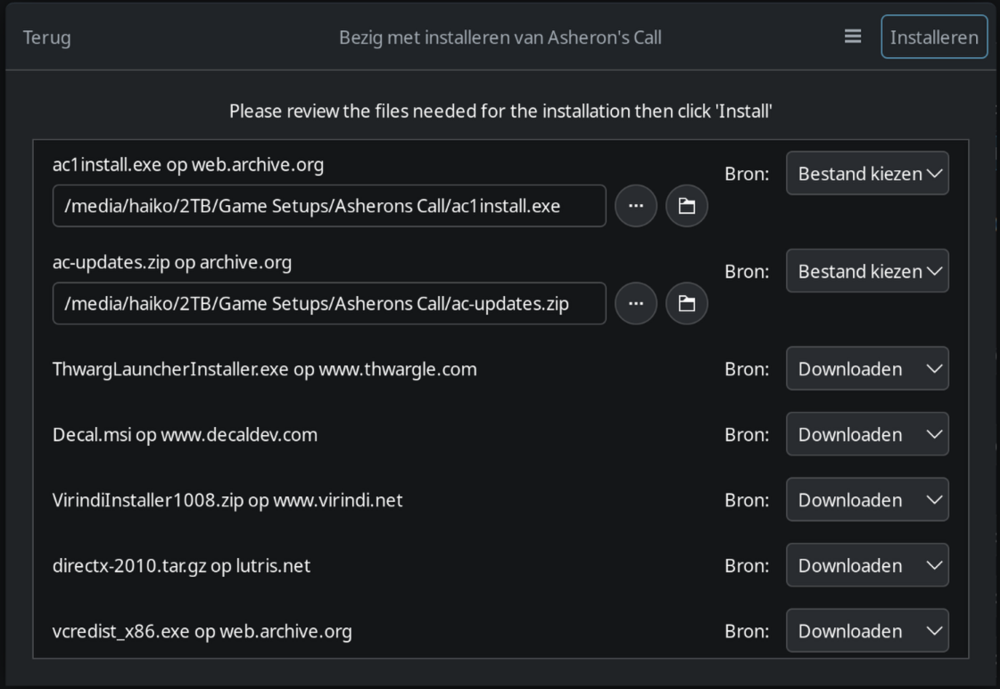 Terug
Bezig met installeren van Asheron's Call
Installeren
Please review the files needed for the installation then click 'Install'
ac1install.exe op web.archive.org
Bron:
Bestand kiezen
/media/haiko/2TB/Game Setups/Asherons Call/ac1install.exe
ac-updates.zip op archive.org
Bron:
Bestand kiezen
/media/haiko/2TB/Game Setups/Asherons Call/ac-updates.zip
ThwargLauncherInstaller.exe op www.thwargle.com
Bron:
Downloaden
Decal.msi op www.decaldev.com
Bron:
Downloaden
VirindiInstaller1008.zip op www.virindi.net
Bron:
Downloaden
directx-2010.tar.gz op lutris.net
Bron:
Downloaden
vcredist_x86.exe op web.archive.org
Bron:
Downloaden